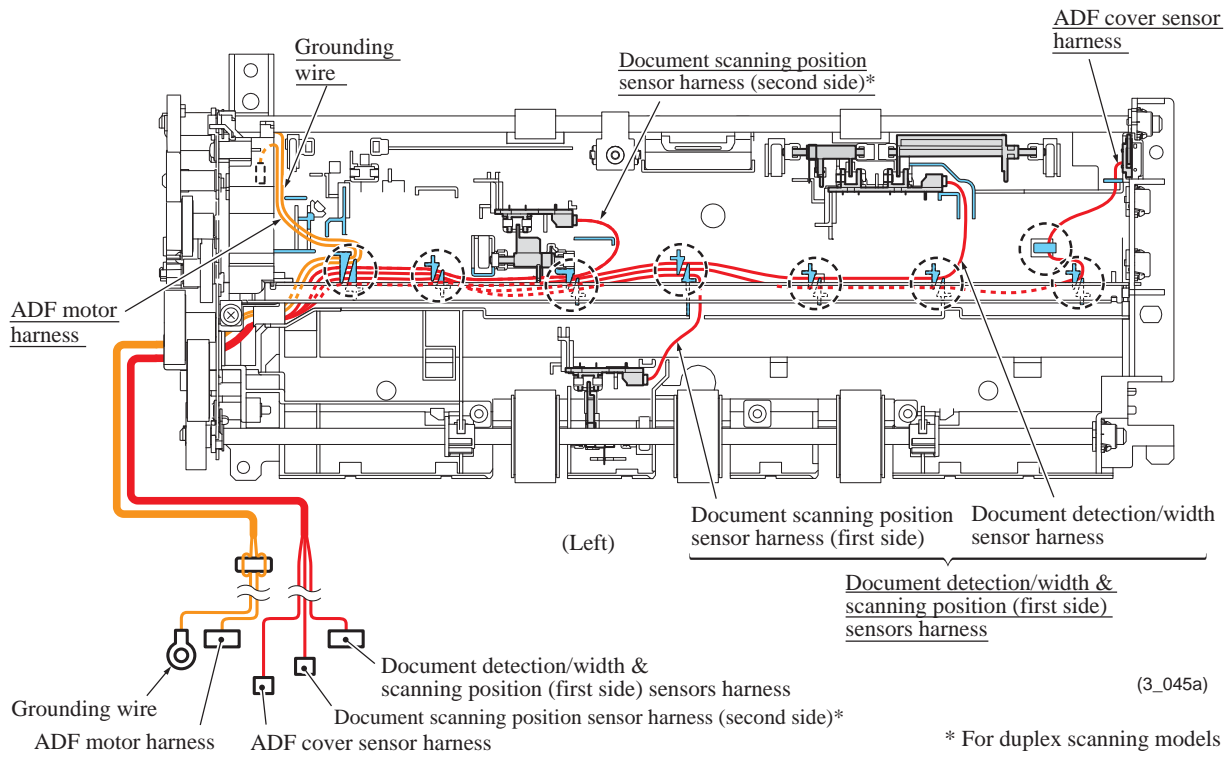 ADF cover sensor
harness
Grounding
wire
Document scanning position
sensor harness (second side)*
ADF motor
harness
(Left)
Document scanning position
sensor harness (first side)
Document detection/width
sensor harness
Document detection/width &
scanning position (first side)
sensors harness
Document detection/width &
scanning position (first side) sensors harness
(3_045a)
Grounding wire
Document scanning position sensor harness (second side)*
ADF motor harness
ADF cover sensor harness
* For duplex scanning models